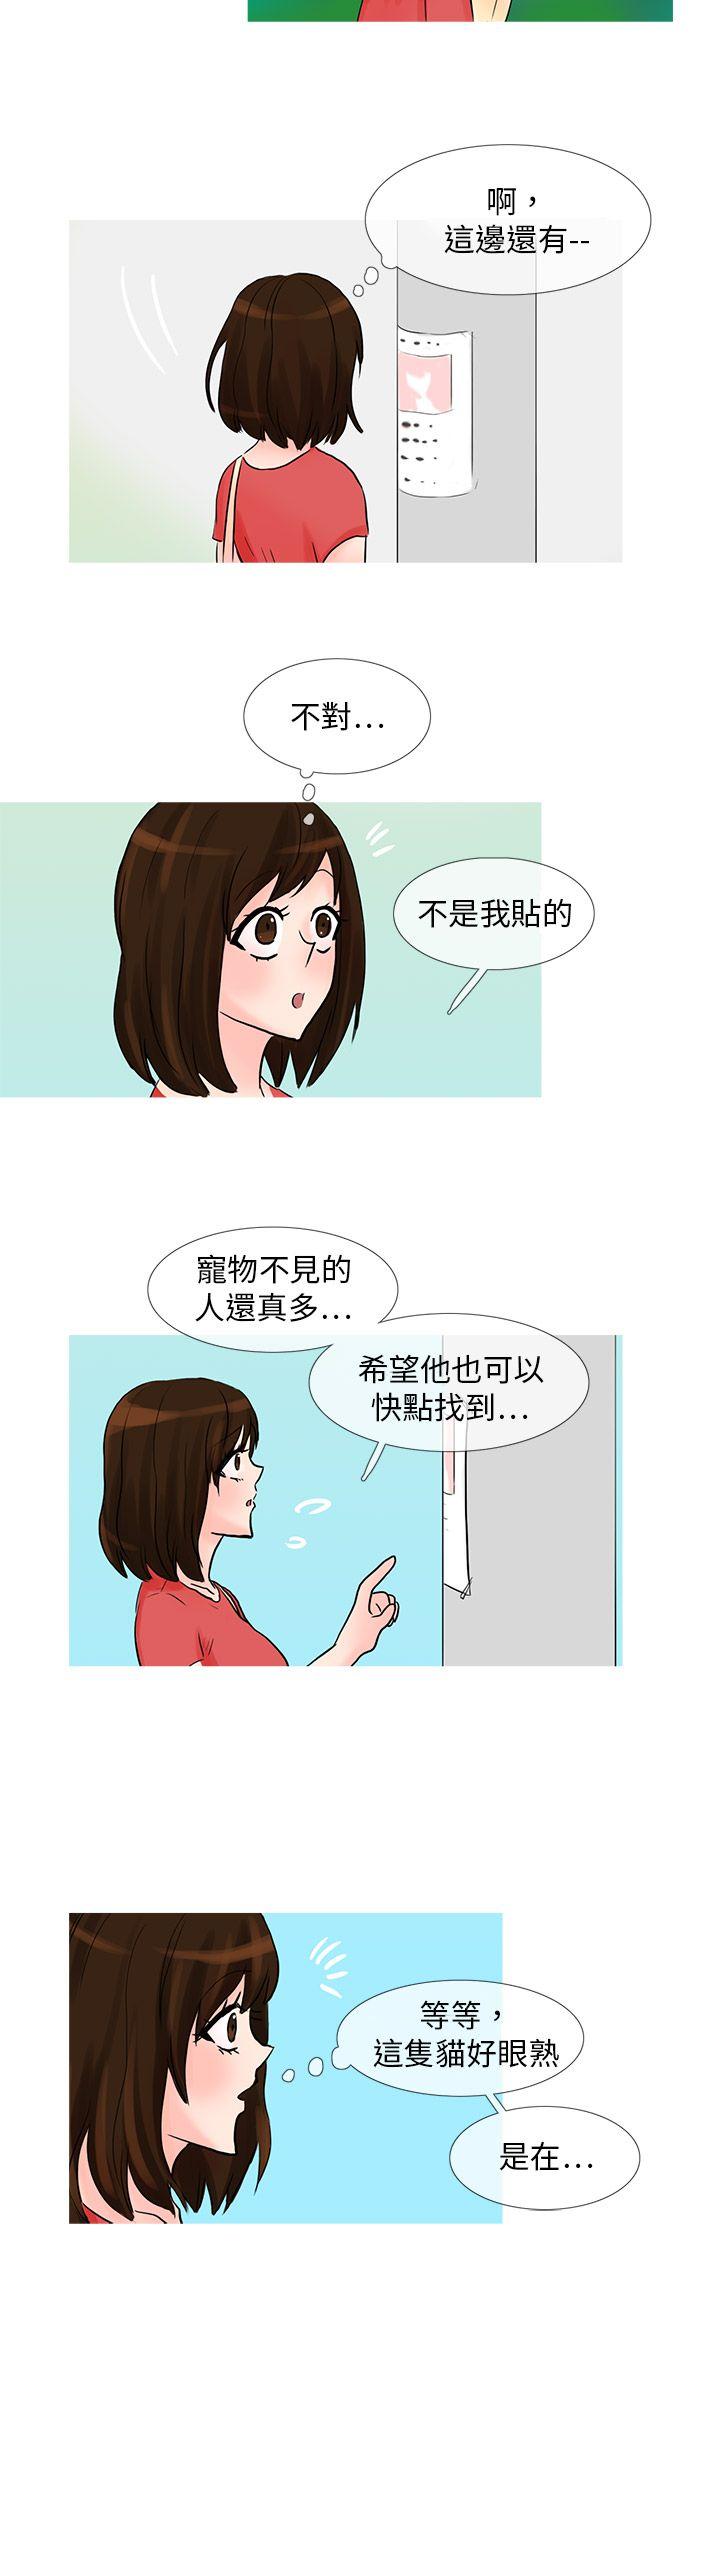 啊，
這邊還有--
不對...
不是我貼的
寵物不見的
人還真多...
希望他也可以
快點找到...
等等，
這隻貓好眼熟
是在...